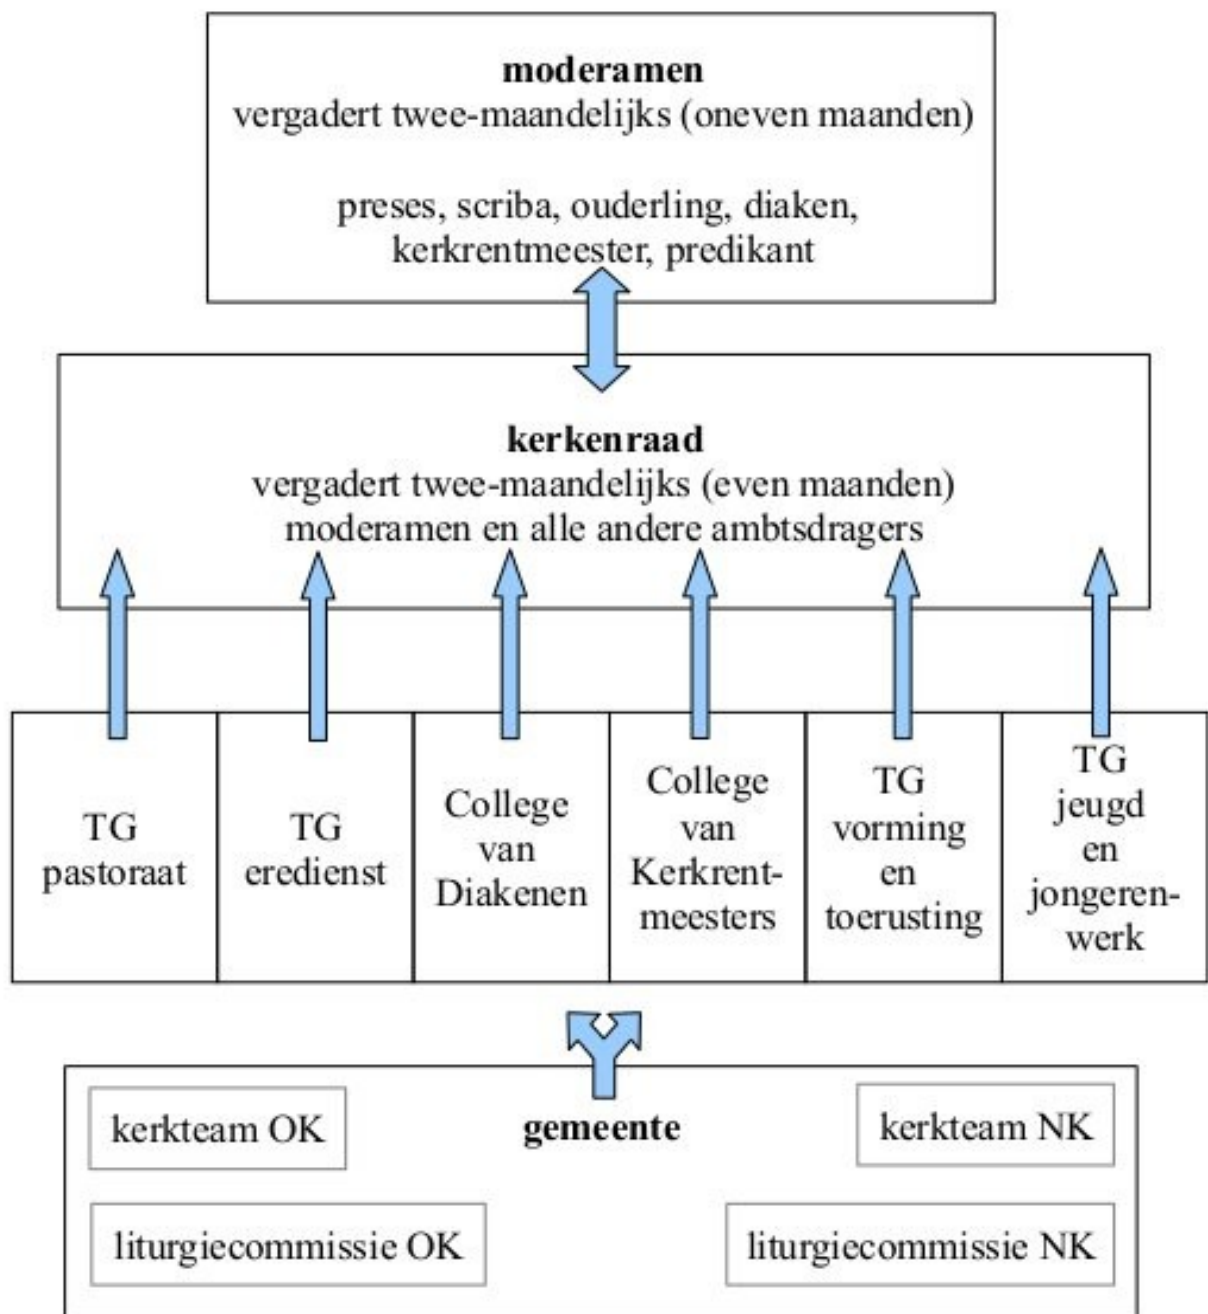 moderamen
vergadert twee-maandelijks (oneven maanden)
preses, scriba, ouderling, diaken,
kerkrentmeester, predikant
kerkenraad
vergadert twee-maandelijks (even maanden)
moderamen en alle andere ambtsdragers
TG
pastoraat
TG
eredienst
College
van
Diakenen
College
van
Kerkrent-
meesters
TG
vorming
en
toerusting
TG
jeugd
en
jongeren-
werk
kerkteam OK
gemeente
kerkteam NK
liturgiecommissie OK
liturgiecommissie NK